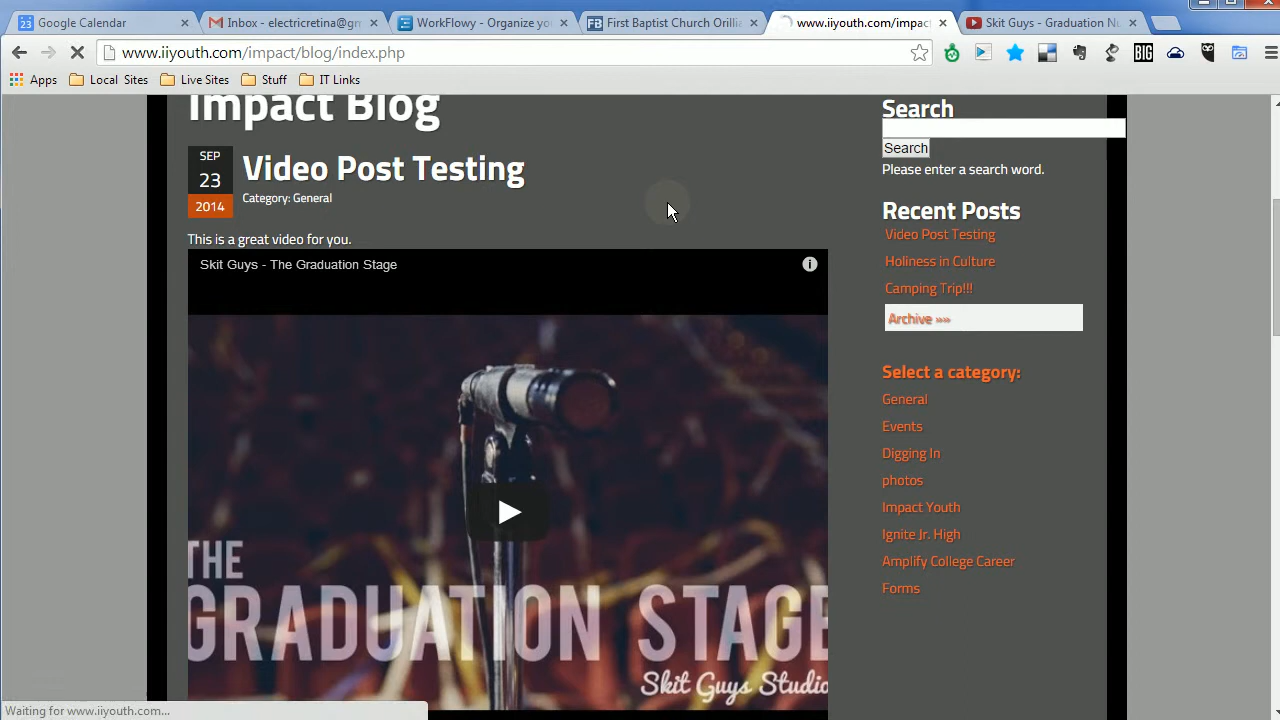 Google Calendar
Inbox - electricretina@gm
WorkFlowy - Organize yo
First Baptist Church Orilli
www.iiyouth.com/impac
Skit Guys - Graduation Nu
www.iiyouth.com/impact/blog/index.php
BIG
Apps
Local Sites
Live Sites
Stuff
IT Links
Impact Blog
SEP
23
2014
Video Post Testing
Category: General
This is a great video for you.
Skit Guys - The Graduation Stage
THE
GRADUATION STAGE
Skit Guys Studio
Search
Search
Please enter a search word.
Recent Posts
Video Post Testing
Holiness in Culture
Camping Trip!!!
Archive »»
Select a category:
General
Events
Digging In
photos
Impact Youth
Ignite Jr. High
Amplify College Career
Forms
Waiting for www.iiyouth.com...